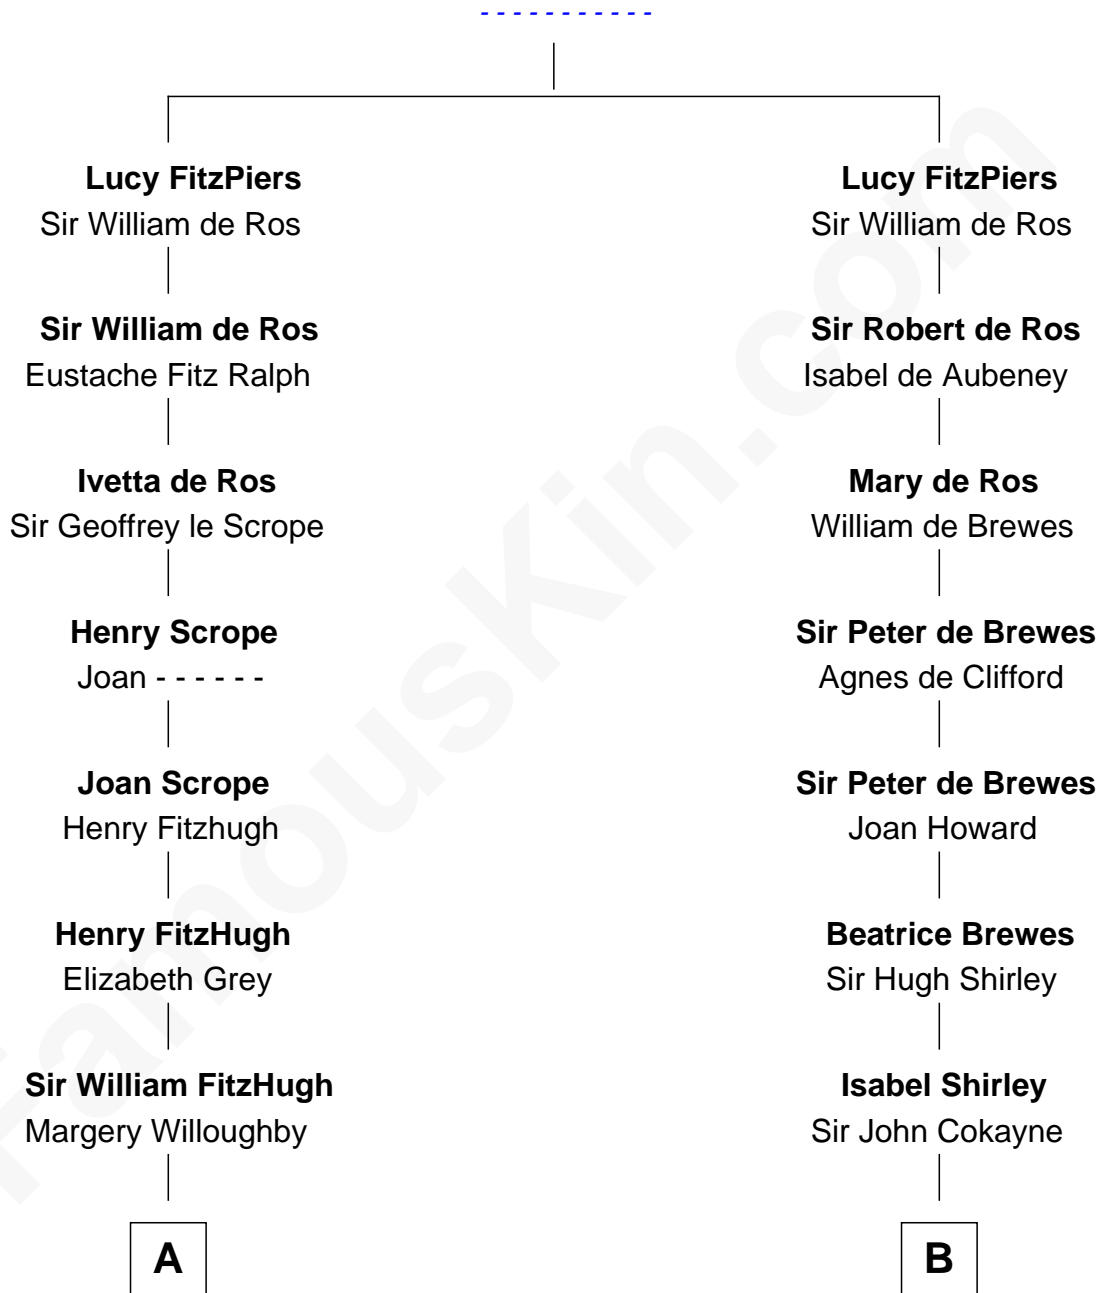 - - - - - - - - - - -
Lucy FitzPiers
Sir William de Ros
Sir William de Ros
Eustache Fitz Ralph
Ivetta de Ros
Sir Geoffrey le Scrope
Henry Scrope
Joan - - - - - -
Joan Scrope
Henry Fitzhugh
Henry FitzHugh
Elizabeth Grey
Sir William FitzHugh
Margery Willoughby
A
Lucy FitzPiers
Sir William de Ros
Sir Robert de Ros
Isabel de Aubeney
Mary de Ros
William de Brewes
Sir Peter de Brewes
Agnes de Clifford
Sir Peter de Brewes
Joan Howard
Beatrice Brewes
Sir Hugh Shirley
Isabel Shirley
Sir John Cokayne
B
FamousKin.com